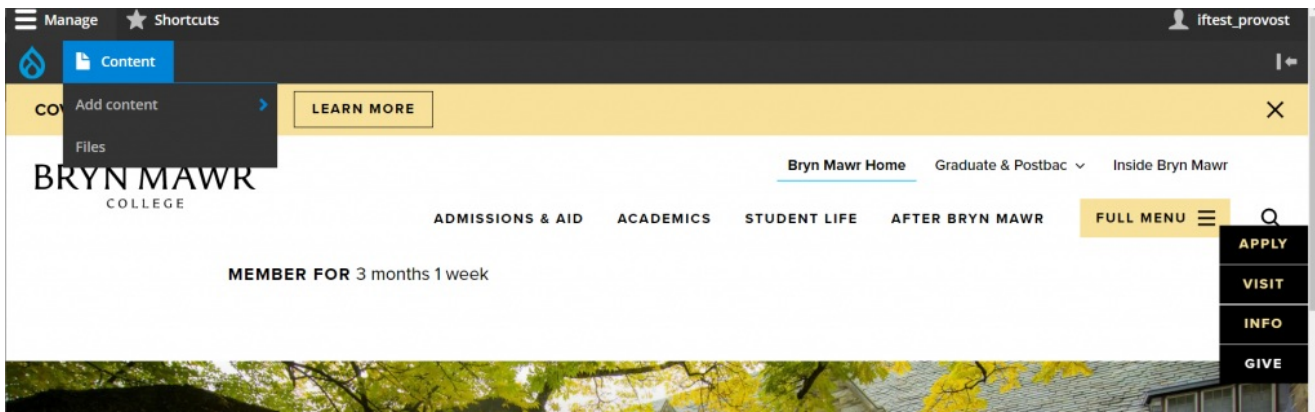 Manage Shortcuts iftest_provost
Content
Add content
Files
LEARN MORE
BRYN MAWR
COLLEGE
Bryn Mawr Home Graduate & Postbac Inside Bryn Mawr
ADMISSIONS & AID ACADEMICS STUDENT LIFE AFTER BRYN MAWR FULL MENU
APPLY
VISIT
INFO
GIVE
MEMBER FOR 3 months 1 week